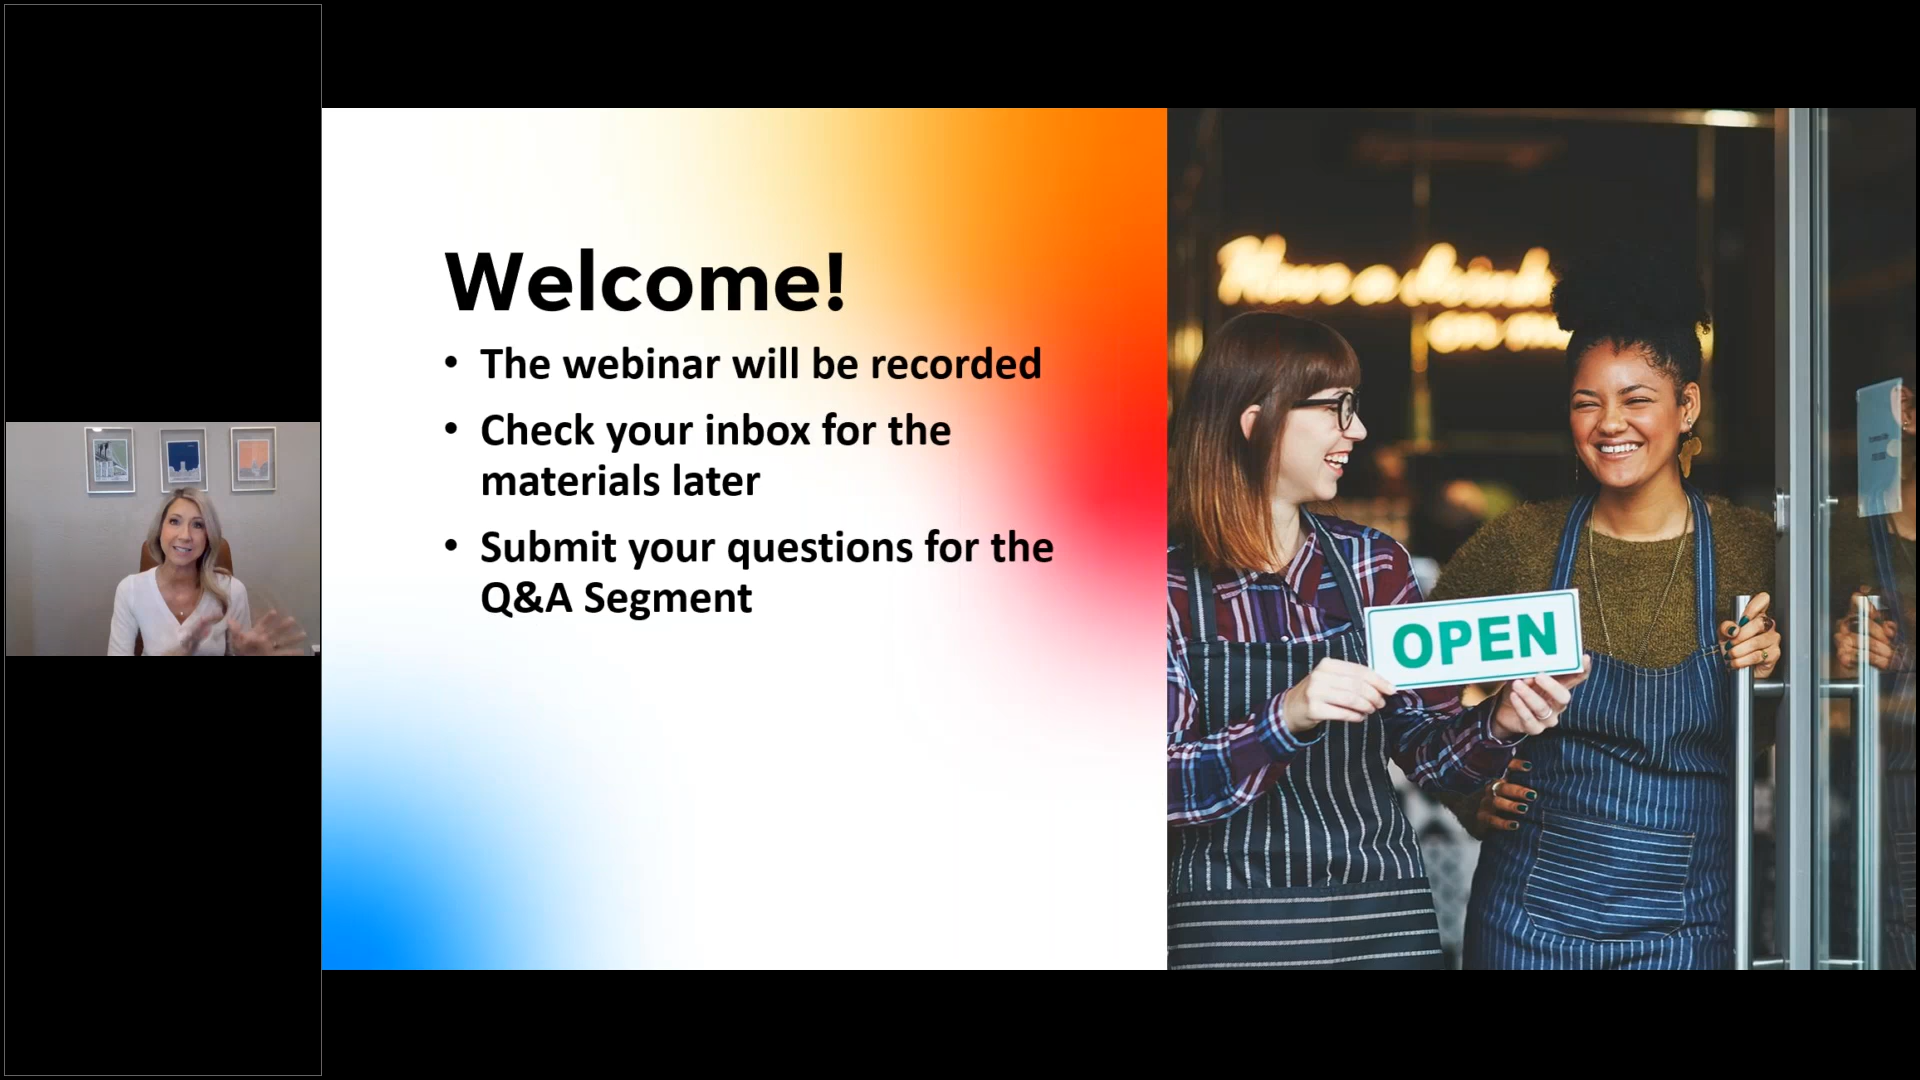 Welcome!
• The webinar will be recorded
• Check your inbox for the
materials later
• Submit your questions for the
Q&A Segment
OPEN